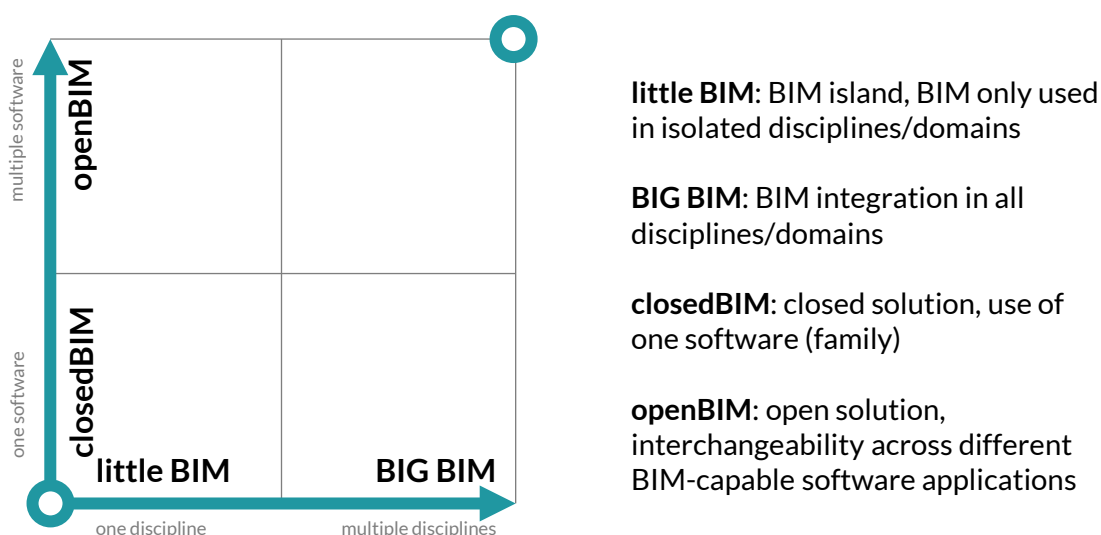 multiple software
openBIM
one software
closedBIM
little BIM
BIG BIM
one discipline
multiple disciplines
little BIM: BIM island, BIM only used
in isolated disciplines/domains
BIG BIM: BIM integration in all
disciplines/domains
closedBIM: closed solution, use of
one software (family)
openBIM: open solution,
interchangeability across different
BIM-capable software applications